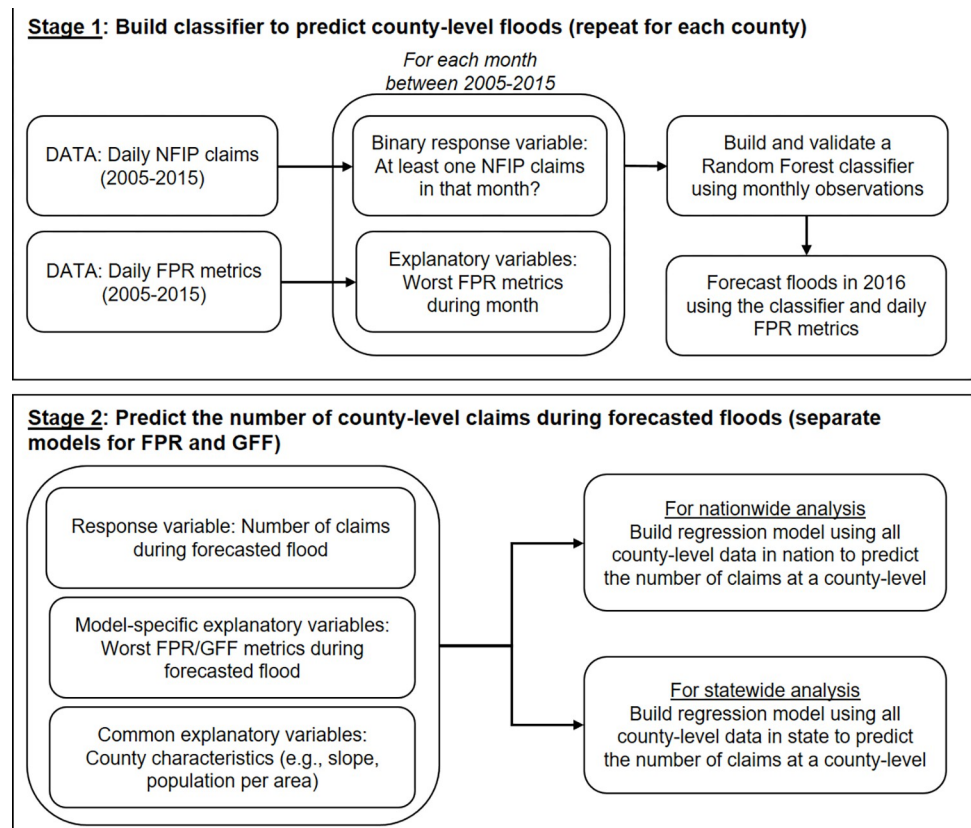 Stage 1: Build classifier to predict county-level floods (repeat for each county)
For each month
between 2005-2015
DATA: Daily NFIP claims
(2005-2015)
Binary response variable:
At least one NFIP claims
in that month?
Build and validate a
Random Forest classifier
using monthly observations
DATA: Daily FPR metrics
(2005-2015)
Explanatory variables:
Worst FPR metrics
during month
Forecast floods in 2016
using the classifier and daily
FPR metrics
Stage 2: Predict the number of county-level claims during forecasted floods (separate
models for FPR and GFF)
Response variable: Number of claims
during forecasted flood
Model-specific explanatory variables:
Worst FPR/GFF metrics during
forecasted flood
Common explanatory variables:
County characteristics (e.g., slope,
population per area)
For nationwide analysis
Build regression model using all
county-level data in nation to predict
the number of claims at a county-level
For statewide analysis
Build regression model using all
county-level data in state to predict
the number of claims at a county-level